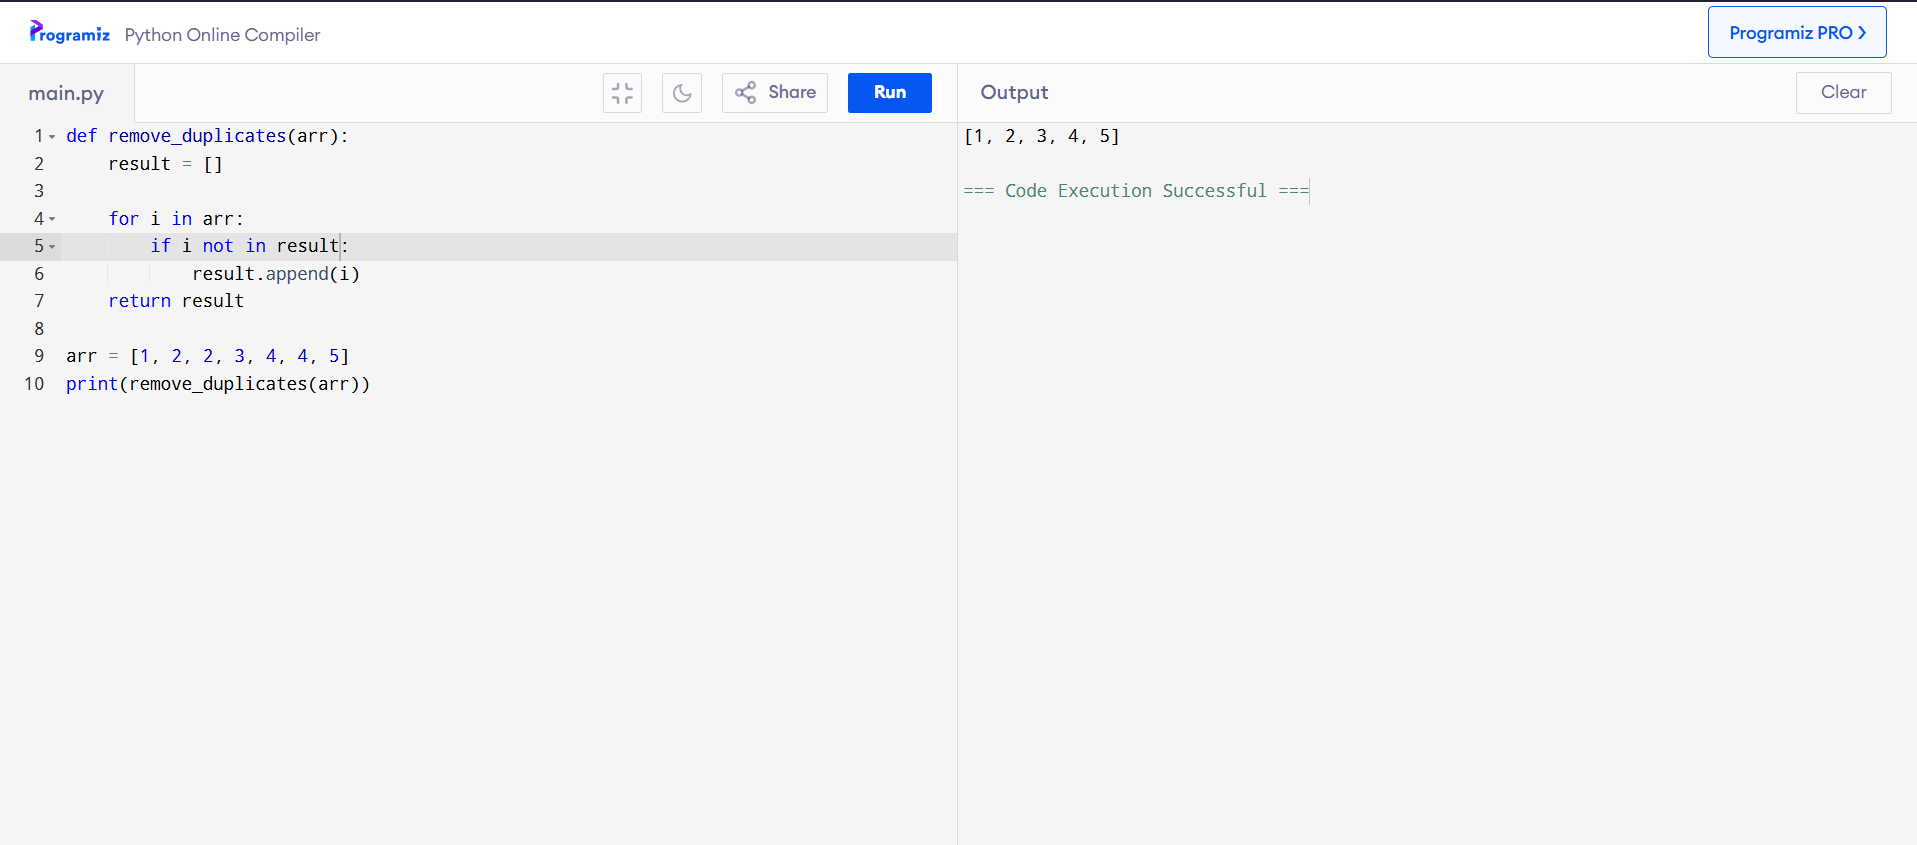 Programiz Python Online Compiler
Programiz PRO
main.py
Share
Run
1 def remove_duplicates(arr):
2     result = []
3
4     for i in arr:
5         if i not in result:
6             result.append(i)
7     return result
8
9 arr = [1, 2, 2, 3, 4, 4, 5]
10 print(remove_duplicates(arr))
Output
Clear
[1, 2, 3, 4, 5]
=== Code Execution Successful ===